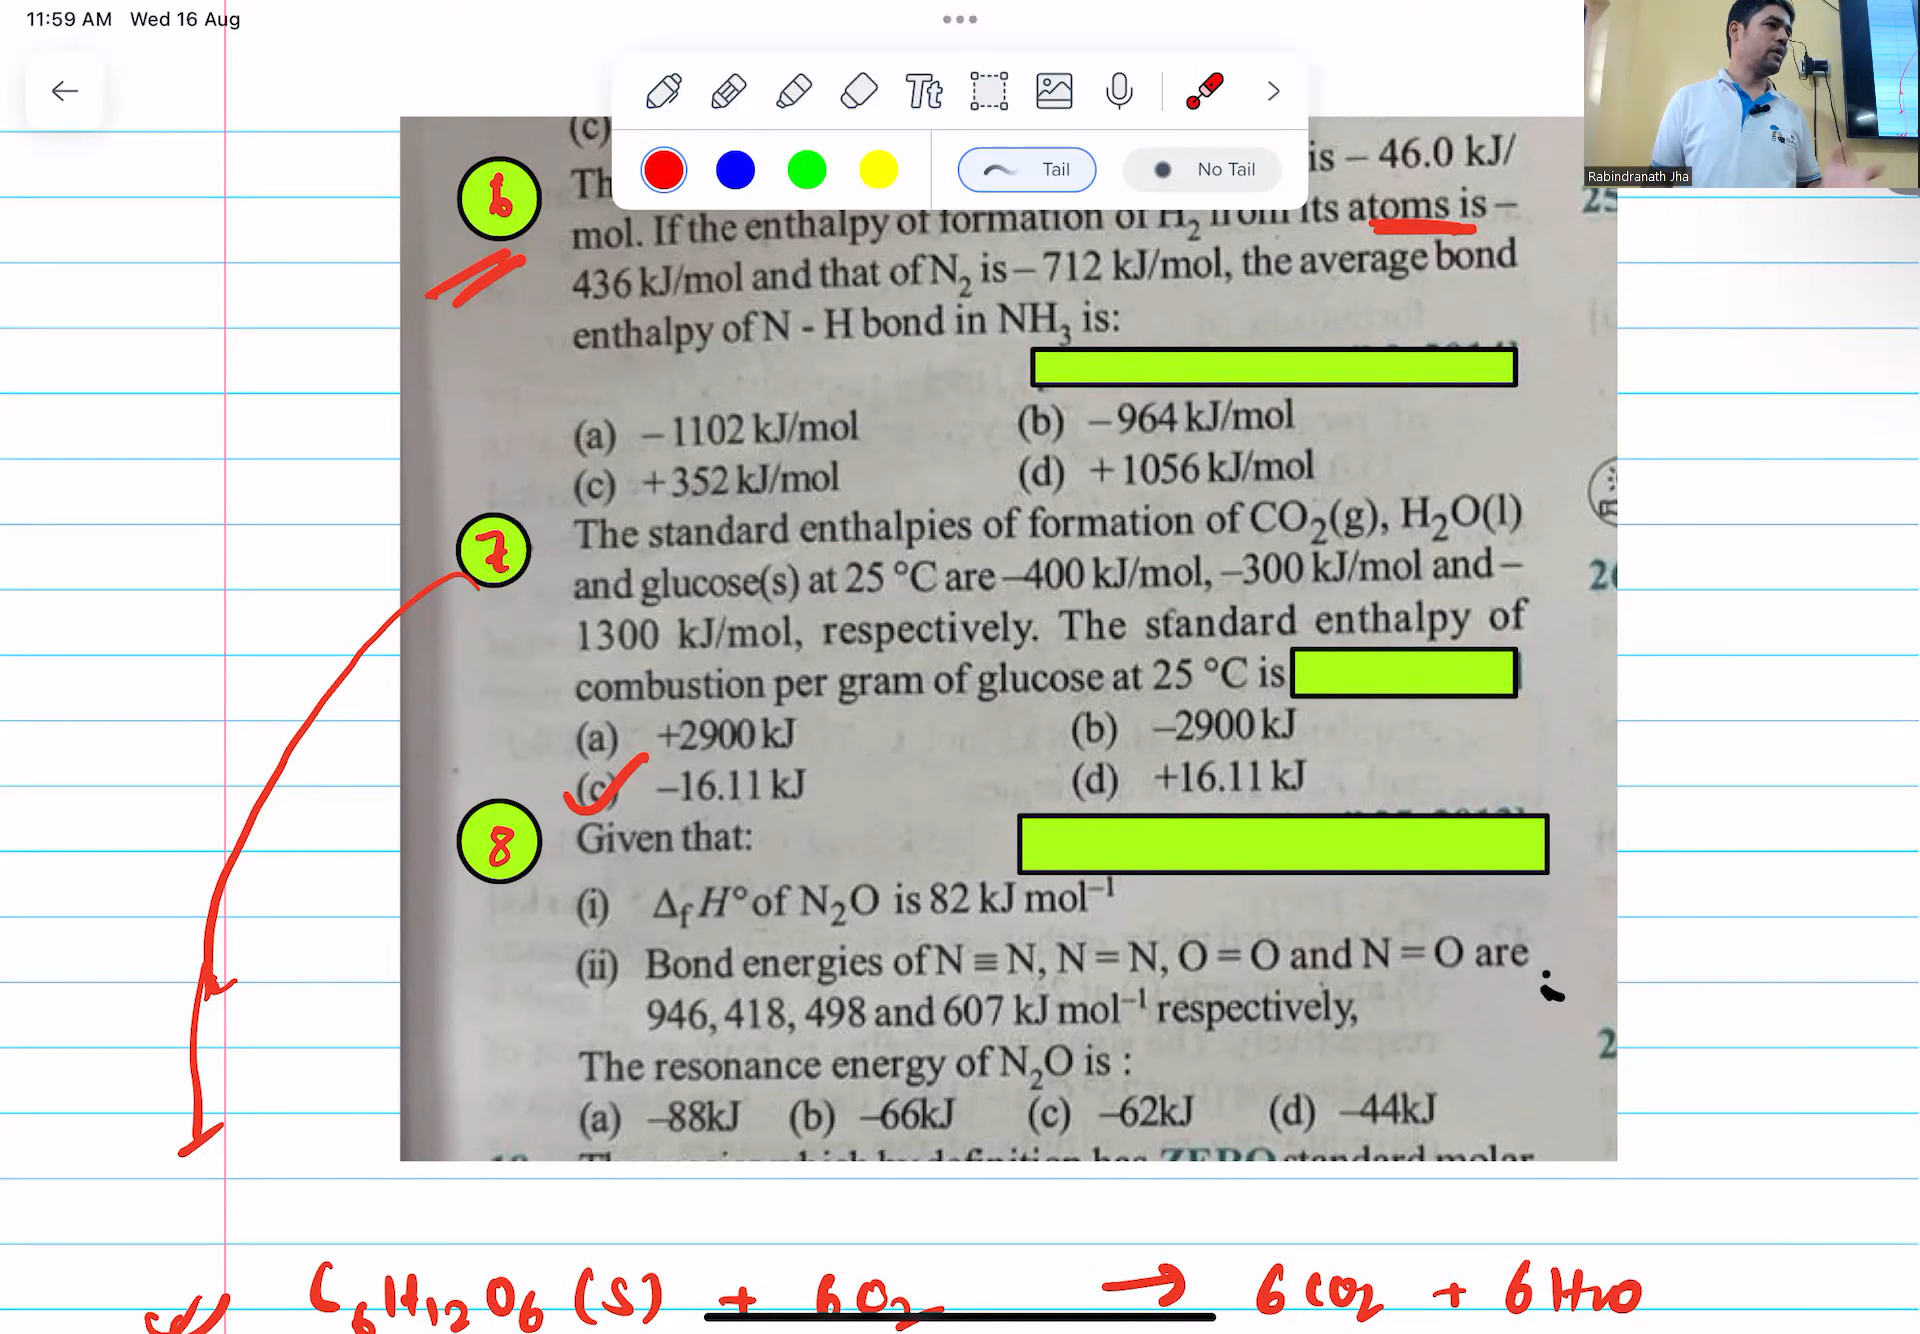 11:59 AM Wed 16 Aug
Tt
Tail
No Tail
Rabindranath Jha
(c)
6
Th is – 46.0 kJ/
mol. If the enthalpy of formation of H₂ from its atoms is –
436 kJ/mol and that of N₂ is – 712 kJ/mol, the average bond
enthalpy of N - H bond in NH₃ is:
(a) – 1102 kJ/mol (b) – 964 kJ/mol
(c) + 352 kJ/mol (d) + 1056 kJ/mol
7
The standard enthalpies of formation of CO₂(g), H₂O(l)
and glucose(s) at 25 °C are –400 kJ/mol, –300 kJ/mol and –
1300 kJ/mol, respectively. The standard enthalpy of
combustion per gram of glucose at 25 °C is
(a) +2900 kJ (b) –2900 kJ
(c) –16.11 kJ (d) +16.11 kJ
8
Given that:
(i) ΔfH° of N₂O is 82 kJ mol⁻¹
(ii) Bond energies of N ≡ N, N = N, O = O and N = O are
946, 418, 498 and 607 kJ mol⁻¹ respectively,
The resonance energy of N₂O is :
(a) –88kJ (b) –66kJ (c) –62kJ (d) –44kJ
25
2
C₆H₁₂O₆ (s) + 6O₂ → 6CO₂ + 6H₂O